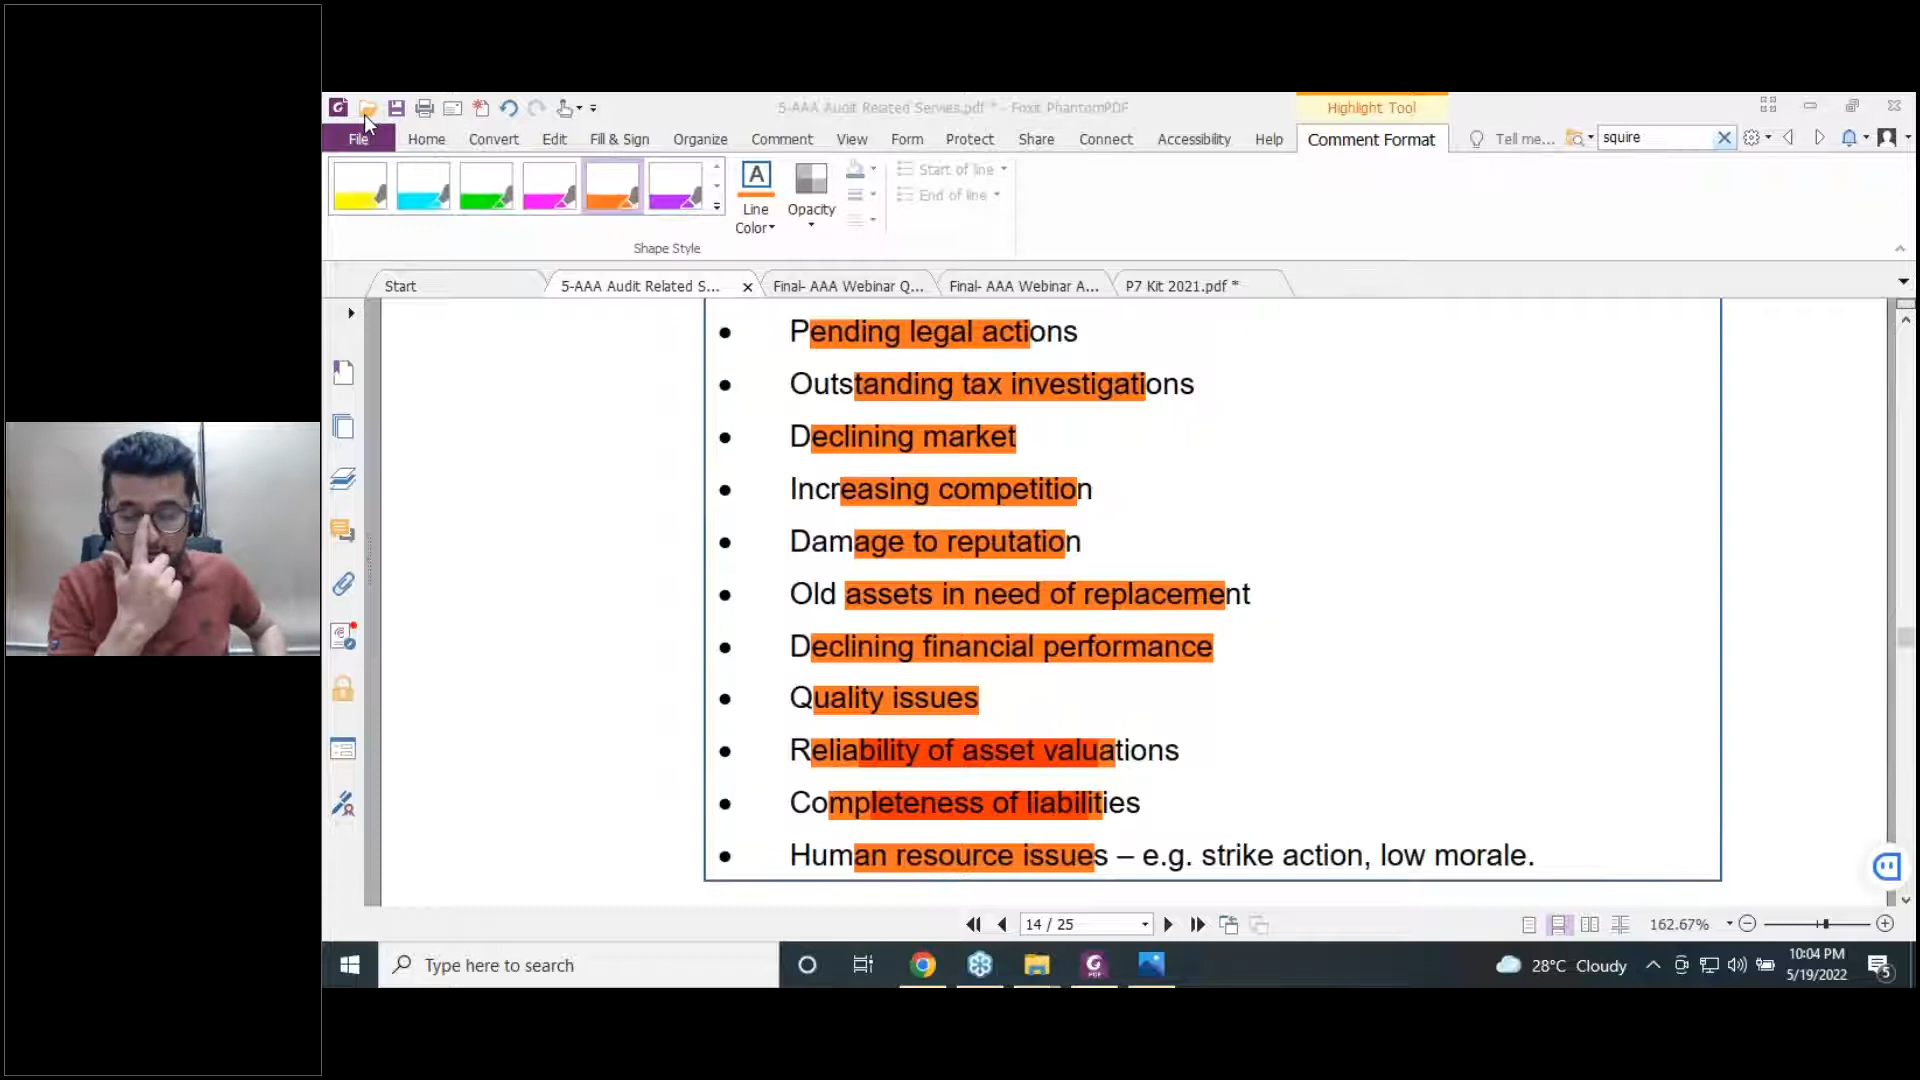 5-AAA Audit Related Servies.pdf * - Foxit PhantomPDF
Highlight Tool
File Home Convert Edit Fill & Sign Organize Comment View Form Protect Share Connect Accessibility Help Comment Format Tell me... squire
Start of line
End of line
Line Color
Opacity
Shape Style
Start
5-AAA Audit Related S...
Final- AAA Webinar Q...
Final- AAA Webinar A...
P7 Kit 2021.pdf *
• Pending legal actions
• Outstanding tax investigations
• Declining market
• Increasing competition
• Damage to reputation
• Old assets in need of replacement
• Declining financial performance
• Quality issues
• Reliability of asset valuations
• Completeness of liabilities
• Human resource issues – e.g. strike action, low morale.
14 / 25
162.67%
Type here to search
28°C Cloudy
10:04 PM
5/19/2022
5